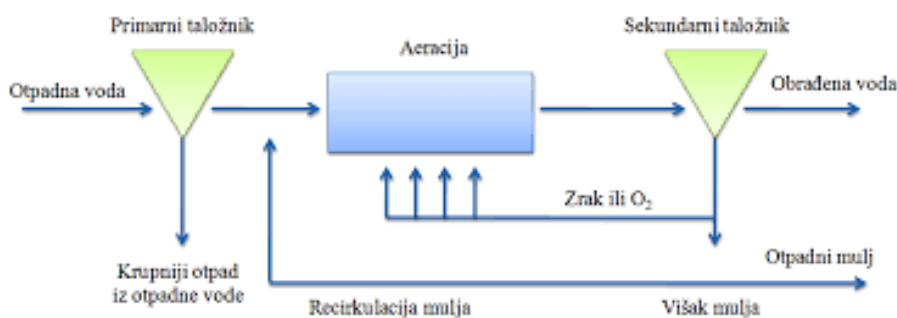 Primarni taložnik
Sekundarni taložnik
Aeracija
Otpadna voda
Obrađena voda
Zrak ili O₂
Krupniji otpad
iz otpadne vode
Otpadni mulj
Recirkulacija mulja
Višak mulja